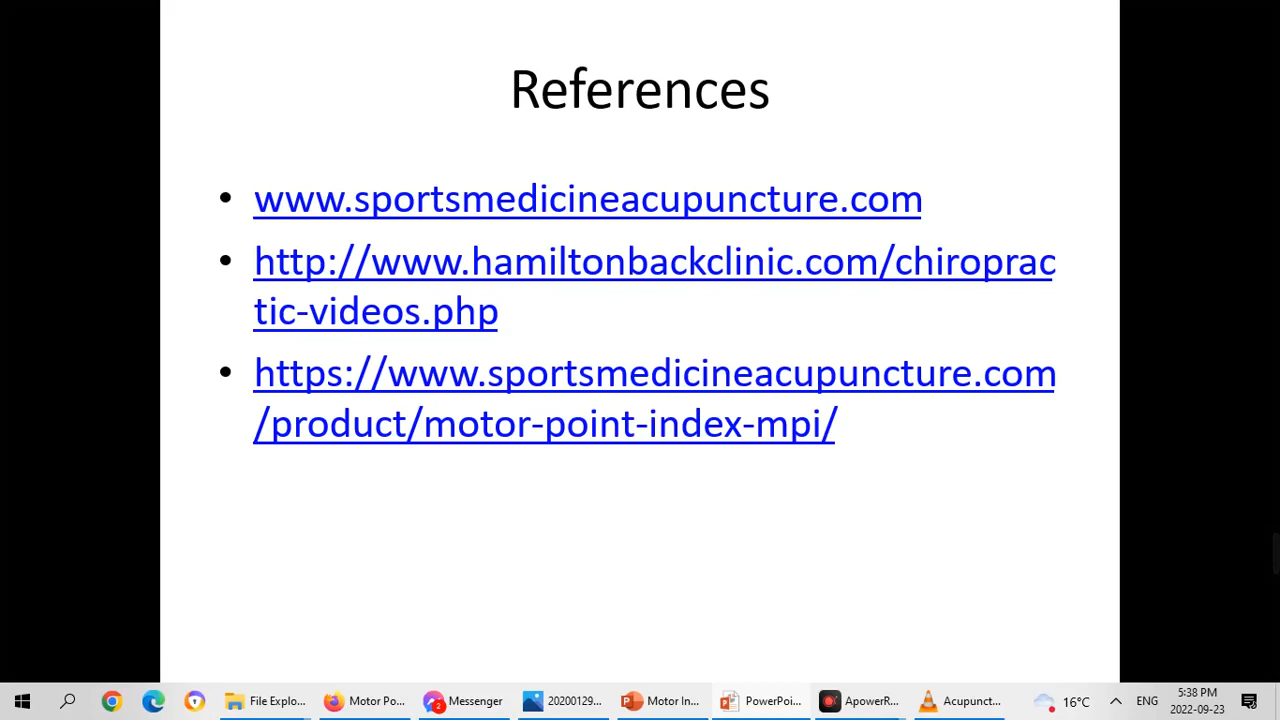 References
• www.sportsmedicineacupuncture.com
• http://www.hamiltonbackclinic.com/chiroprac
tic-videos.php
• https://www.sportsmedicineacupuncture.com
/product/motor-point-index-mpi/
File Explo...
Motor Po...
2
Messenger
20200129...
Motor In...
PowerPoi...
ApowerR...
Acupunct...
16°C
ENG
5:38 PM
2022-09-23